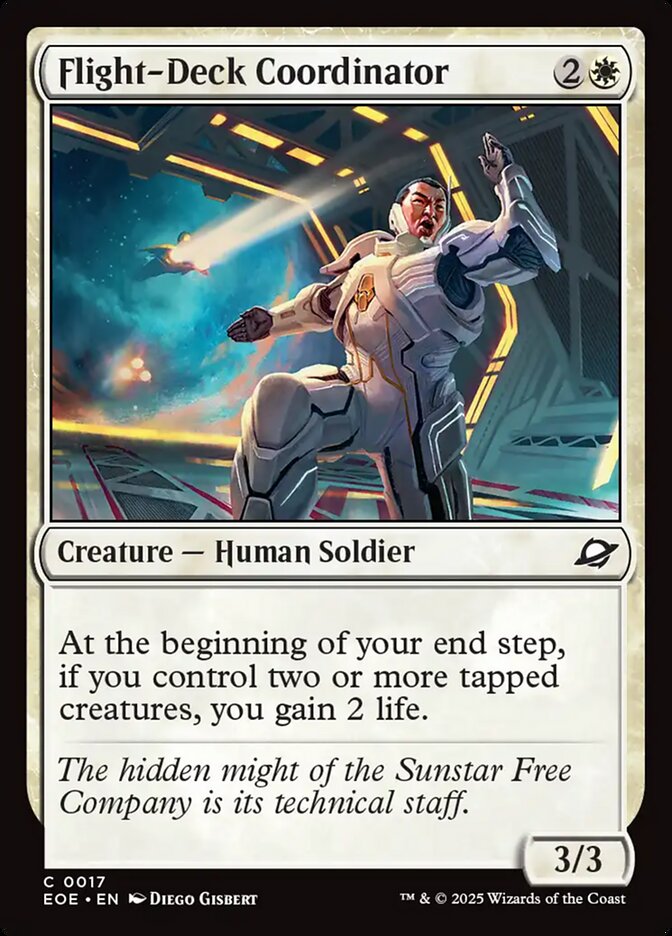 Flight-Deck Coordinator 2
Creature — Human Soldier
At the beginning of your end step,
if you control two or more tapped
creatures, you gain 2 life.
The hidden might of the Sunstar Free
Company is its technical staff.
3/3
C 0017
EOE • EN Diego Gisbert
™ & © 2025 Wizards of the Coast